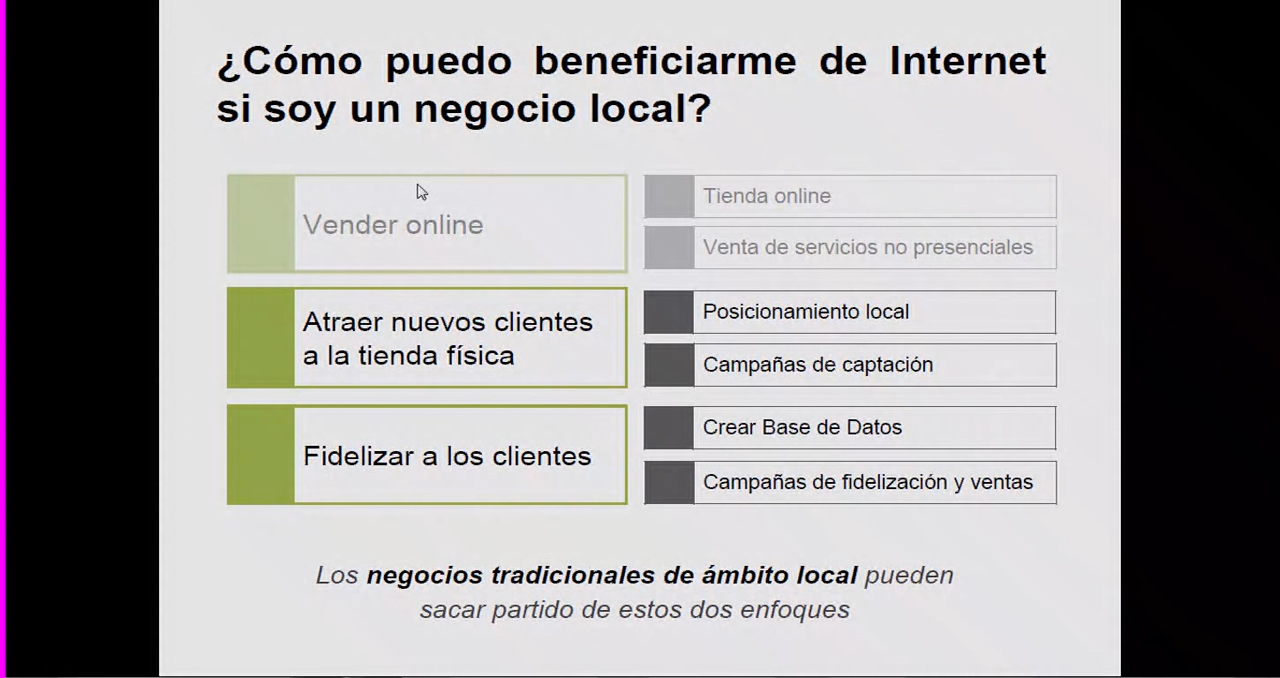 ¿Cómo puedo beneficiarme de Internet
si soy un negocio local?
Vender online
Tienda online
Venta de servicios no presenciales
Atraer nuevos clientes
a la tienda física
Posicionamiento local
Campañas de captación
Fidelizar a los clientes
Crear Base de Datos
Campañas de fidelización y ventas
Los negocios tradicionales de ámbito local pueden
sacar partido de estos dos enfoques